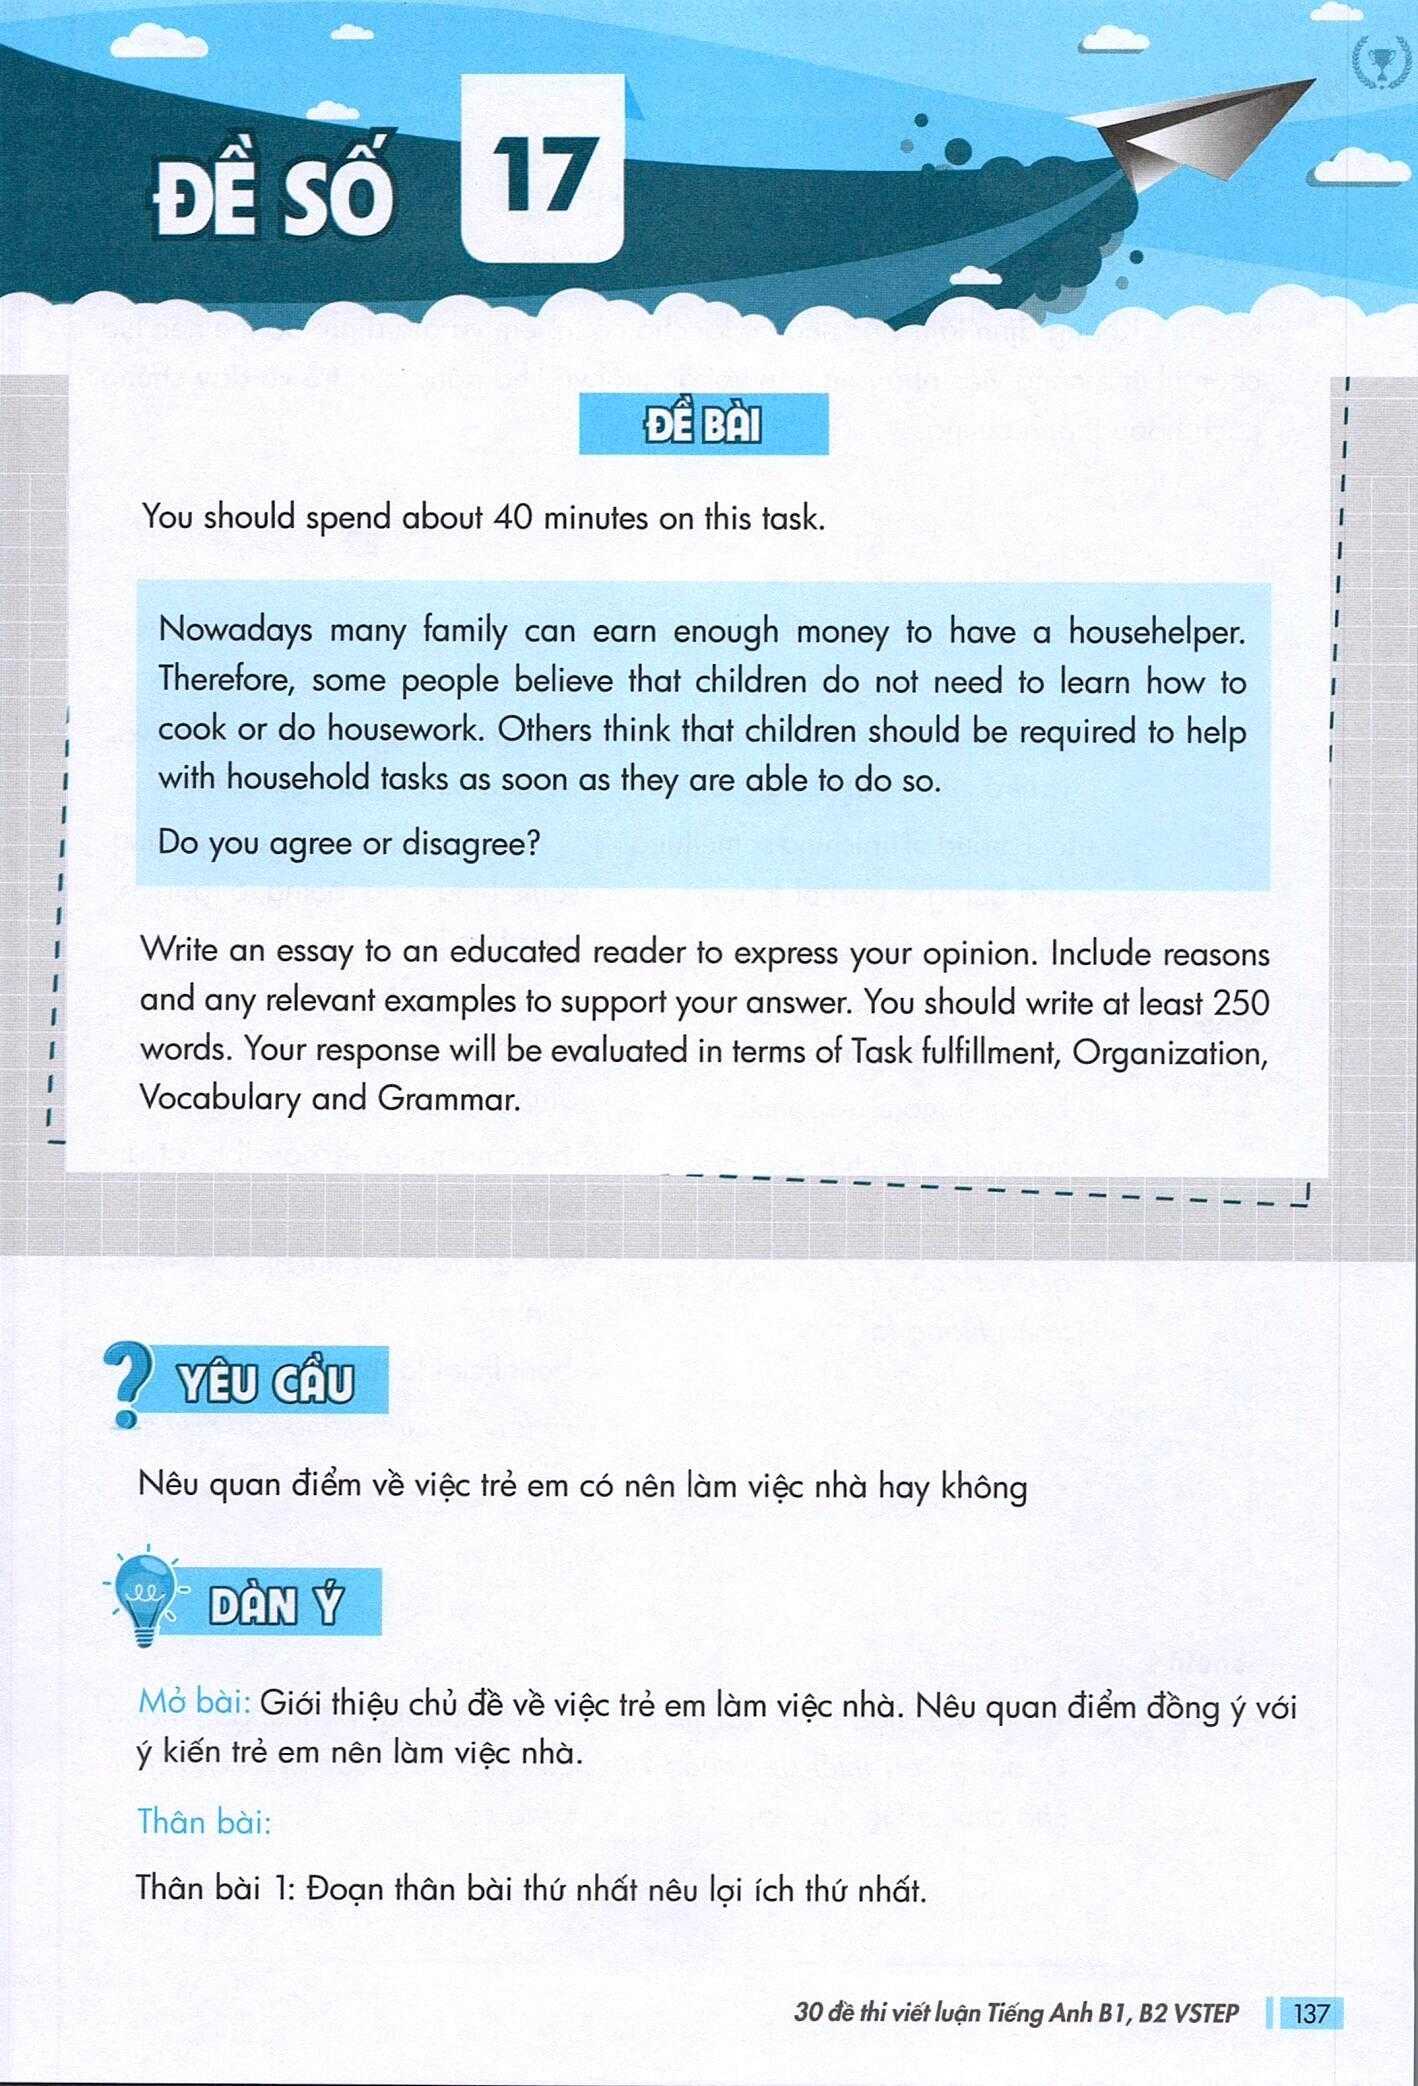 ĐỀ SỐ 17
ĐỀ BÀI
You should spend about 40 minutes on this task.
Nowadays many family can earn enough money to have a househelper.
Therefore, some people believe that children do not need to learn how to
cook or do housework. Others think that children should be required to help
with household tasks as soon as they are able to do so.
Do you agree or disagree?
Write an essay to an educated reader to express your opinion. Include reasons
and any relevant examples to support your answer. You should write at least 250
words. Your response will be evaluated in terms of Task fulfillment, Organization,
Vocabulary and Grammar.
YÊU CẦU
Nêu quan điểm về việc trẻ em có nên làm việc nhà hay không
DÀN Ý
Mở bài: Giới thiệu chủ đề về việc trẻ em làm việc nhà. Nêu quan điểm đồng ý với
ý kiến trẻ em nên làm việc nhà.
Thân bài:
Thân bài 1: Đoạn thân bài thứ nhất nêu lợi ích thứ nhất.
30 đề thi viết luận Tiếng Anh B1, B2 VSTEP 137